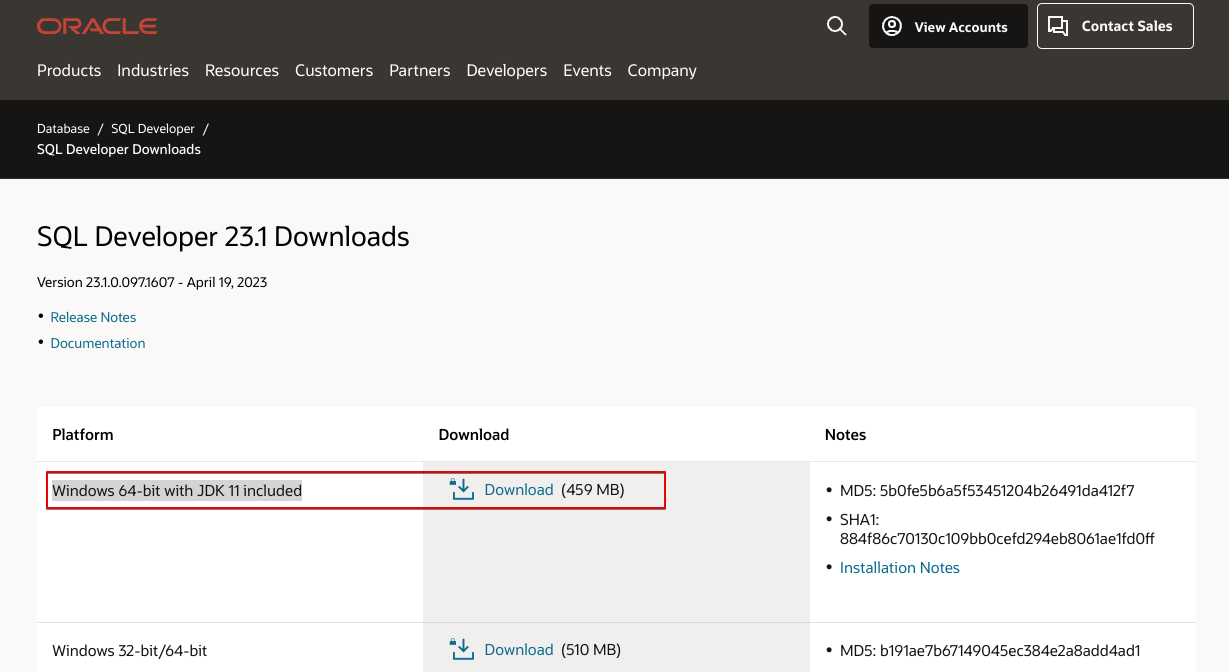 ORACLE
View Accounts
Contact Sales
Products Industries Resources Customers Partners Developers Events Company
Database / SQL Developer /
SQL Developer Downloads
SQL Developer 23.1 Downloads
Version 23.1.0.097.1607 - April 19, 2023
• Release Notes
• Documentation
Platform Download Notes
Windows 64-bit with JDK 11 included Download (459 MB) • MD5: 5b0fe5b6a5f53451204b26491da412f7
• SHA1:
884f86c70130c109bb0cefd294eb8061ae1fd0ff
• Installation Notes
Windows 32-bit/64-bit Download (510 MB) • MD5: b191ae7b67149045ec384e2a8add4ad1